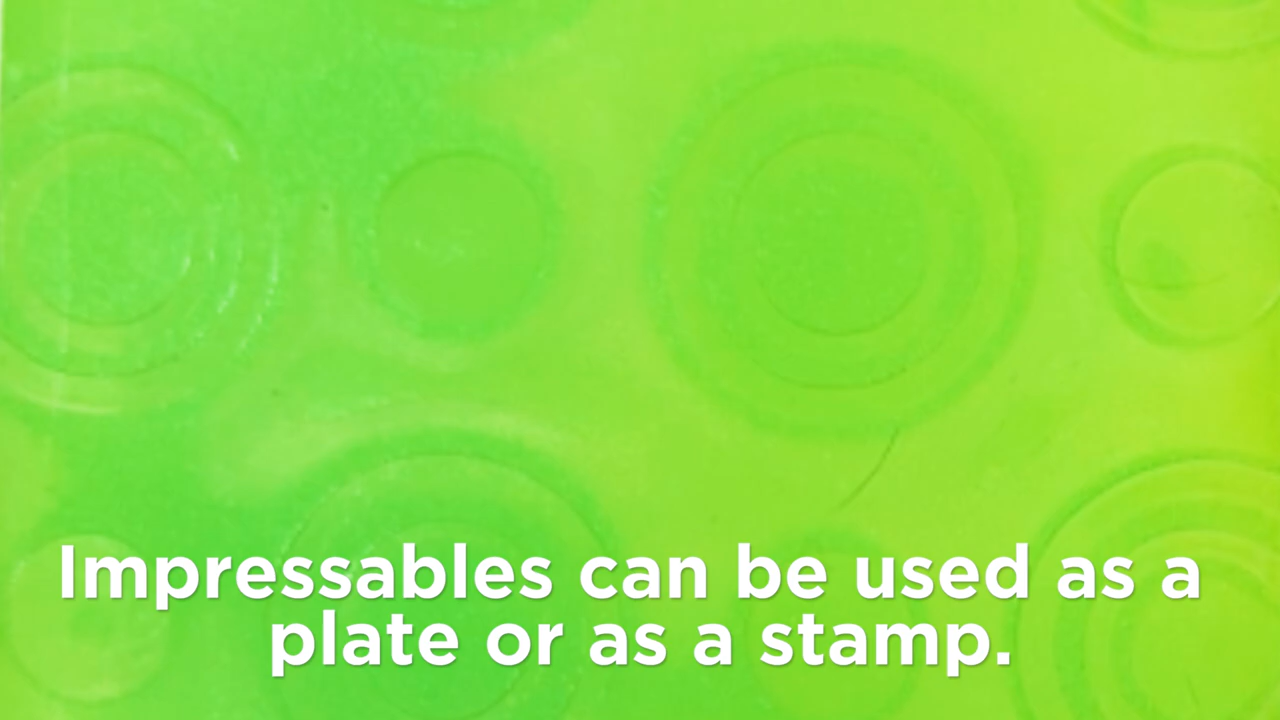 Impressables can be used as a
plate or as a stamp.